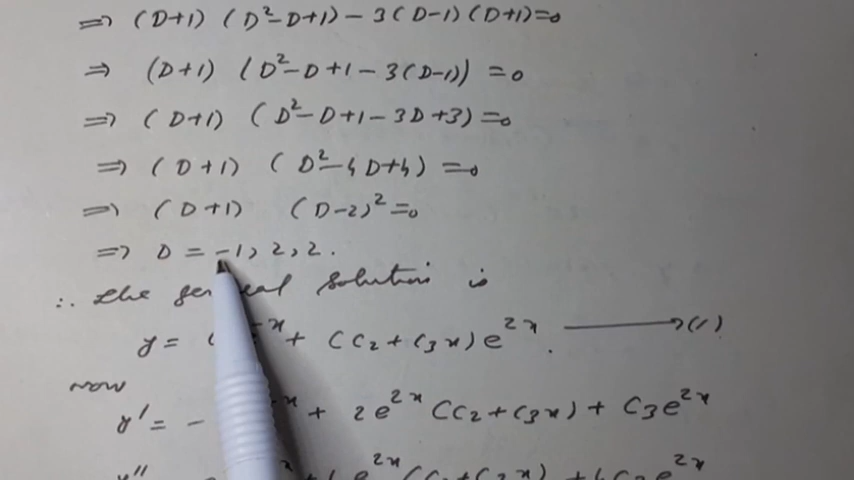 ⇒ (D+1) (D²-D+1) - 3(D-1)(D+1)=0
⇒ (D+1) (D²-D+1-3(D-1)) = 0
⇒ (D+1) (D²-D+1-3D+3)=0
⇒ (D+1) (D²-4D+4) = 0
⇒ (D+1) (D-2)²=0
⇒ D = -1, 2, 2.
∴ The general solution is
y = + (C₂+C₃x)e²ˣ. ⟶(1)
now
y' = - + 2e²ˣ(C₂+C₃x) + C₃e²ˣ
y''